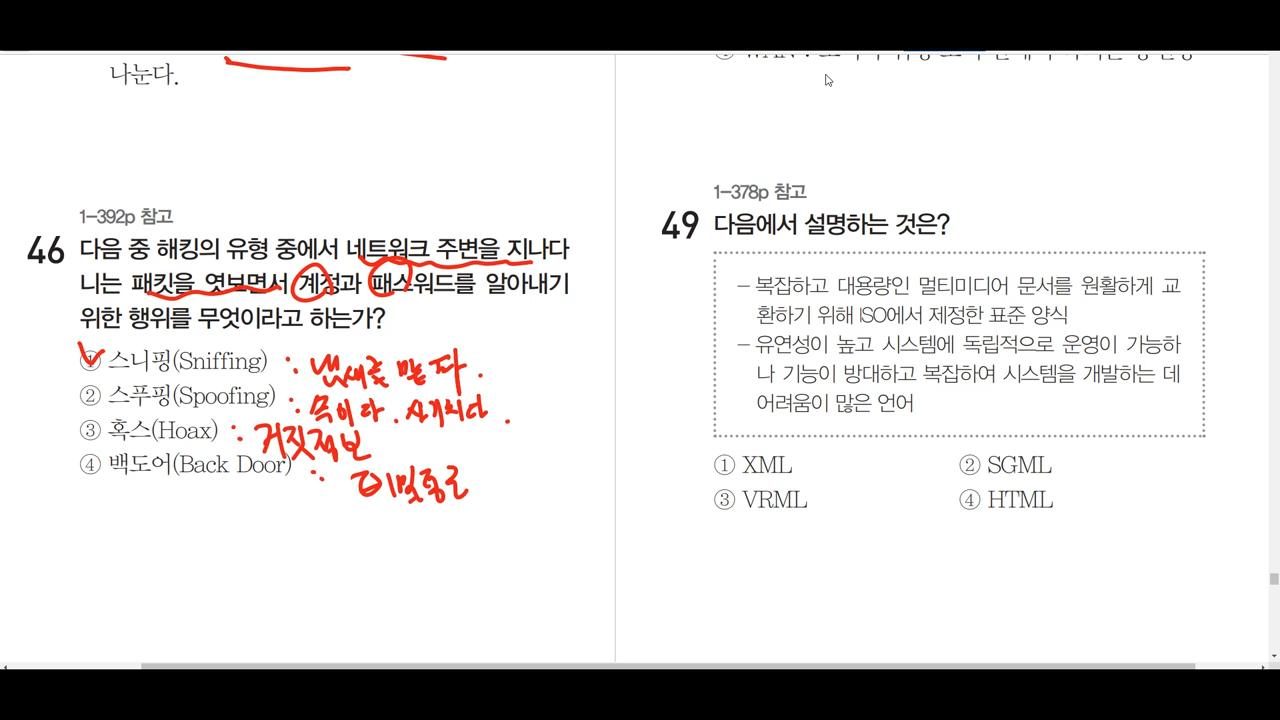 나눈다.
1-392p 참고
46 다음 중 해킹의 유형 중에서 네트워크 주변을 지나다
니는 패킷을 엿보면서 계정과 패스워드를 알아내기
위한 행위를 무엇이라고 하는가?
① 스니핑(Sniffing) : 냄새를 맡는다.
② 스푸핑(Spoofing) : 속이다. 사기치다.
③ 혹스(Hoax) : 거짓정보
④ 백도어(Back Door) : 비밀통로
1-378p 참고
49 다음에서 설명하는 것은?
- 복잡하고 대용량인 멀티미디어 문서를 원활하게 교
환하기 위해 ISO에서 제정한 표준 양식
- 유연성이 높고 시스템에 독립적으로 운영이 가능하
나 기능이 방대하고 복잡하여 시스템을 개발하는 데
어려움이 많은 언어
① XML ② SGML
③ VRML ④ HTML